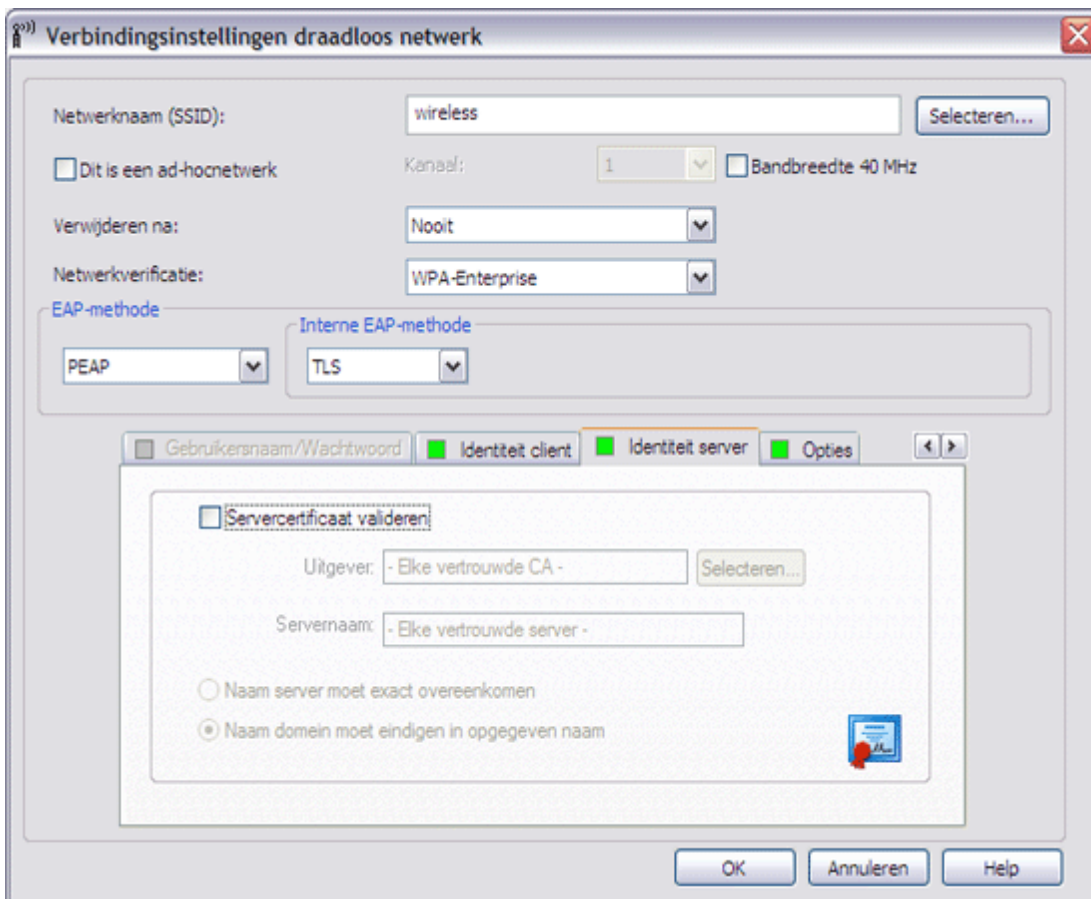 Verbindingsinstellingen draadloos netwerk
Netwerknaam (SSID): wireless Selecteren...
Dit is een ad-hocnetwerk Kanaal: 1 Bandbreedte 40 MHz
Verwijderen na: Nooit
Netwerkverificatie: WPA-Enterprise
EAP-methode
Interne EAP-methode
PEAP TLS
Gebruikersnaam/Wachtwoord Identiteit client Identiteit server Opties
Servercertificaat valideren
Uitgever: - Elke vertrouwde CA - Selecteren...
Servernaam: - Elke vertrouwde server -
Naam server moet exact overeenkomen
Naam domein moet eindigen in opgegeven naam
OK Annuleren Help